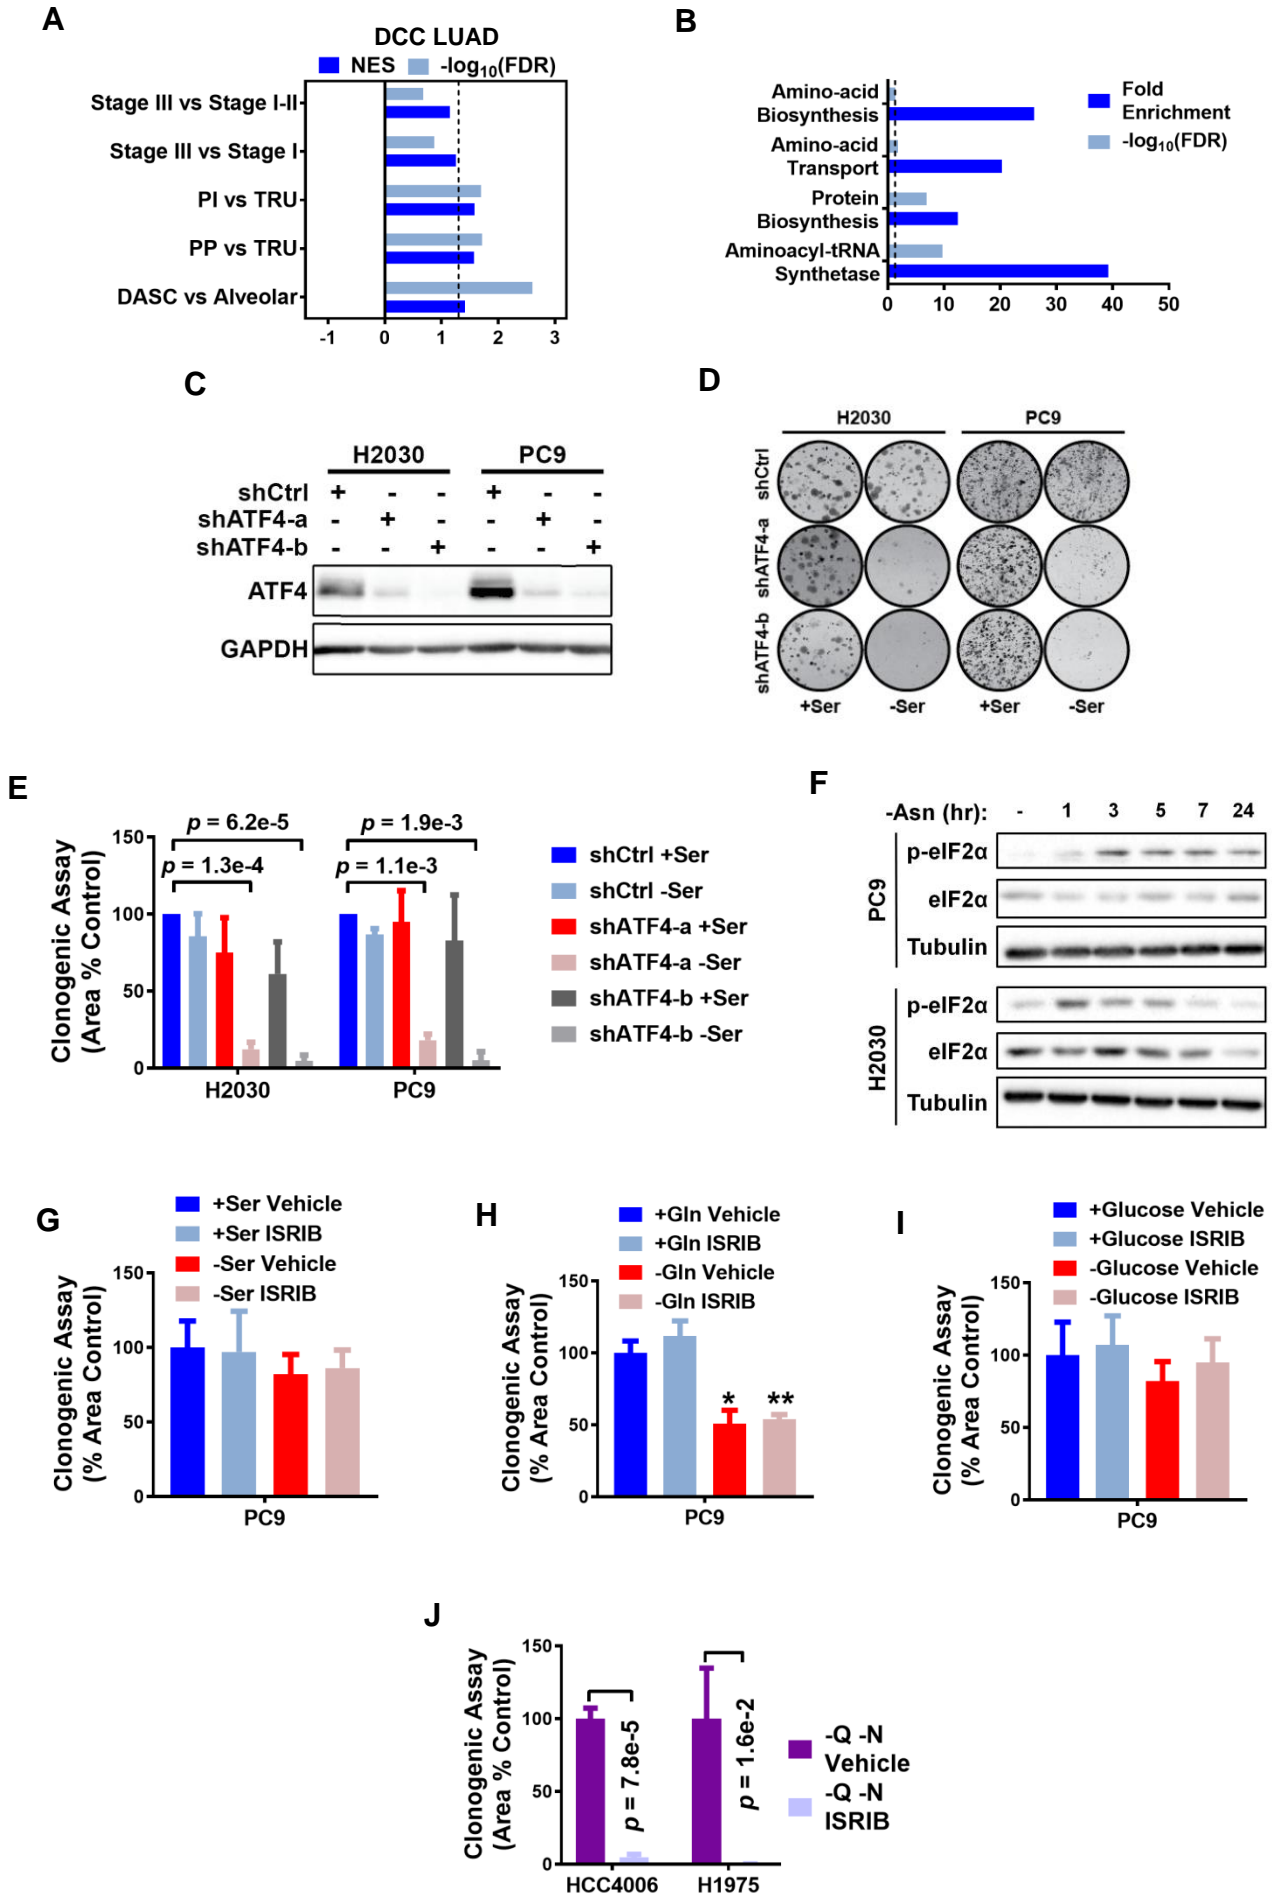 A
DCC LUAD
NES
-log10(FDR)
Stage III vs Stage I-II
Stage III vs Stage I
PI vs TRU
PP vs TRU
DASC vs Alveolar
-1 0 1 2 3
B
Amino-acid
Biosynthesis
Amino-acid
Transport
Protein
Biosynthesis
Aminoacyl-tRNA
Synthetase
0 10 20 30 40 50
Fold
Enrichment
-log10(FDR)
C
H2030 PC9
shCtrl + - - + - -
shATF4-a - + - - + -
shATF4-b - - + - - +
ATF4
GAPDH
D
H2030 PC9
shCtrl
shATF4-a
shATF4-b
+Ser -Ser +Ser -Ser
E
Clonogenic Assay
(Area % Control)
150
100
50
0
p = 6.2e-5
p = 1.3e-4
p = 1.9e-3
p = 1.1e-3
H2030 PC9
shCtrl +Ser
shCtrl -Ser
shATF4-a +Ser
shATF4-a -Ser
shATF4-b +Ser
shATF4-b -Ser
F
-Asn (hr): - 1 3 5 7 24
PC9
p-eIF2α
eIF2α
Tubulin
H2030
p-eIF2α
eIF2α
Tubulin
G
+Ser Vehicle
+Ser ISRIB
-Ser Vehicle
-Ser ISRIB
Clonogenic Assay
(% Area Control)
150
100
50
0
PC9
H
+Gln Vehicle
+Gln ISRIB
-Gln Vehicle
-Gln ISRIB
Clonogenic Assay
(% Area Control)
150
100
50
0
* **
PC9
I
+Glucose Vehicle
+Glucose ISRIB
-Glucose Vehicle
-Glucose ISRIB
Clonogenic Assay
(% Area Control)
150
100
50
0
PC9
J
Clonogenic Assay
(Area % Control)
150
100
50
0
p = 7.8e-5
p = 1.6e-2
HCC4006 H1975
-Q -N
Vehicle
-Q -N
ISRIB